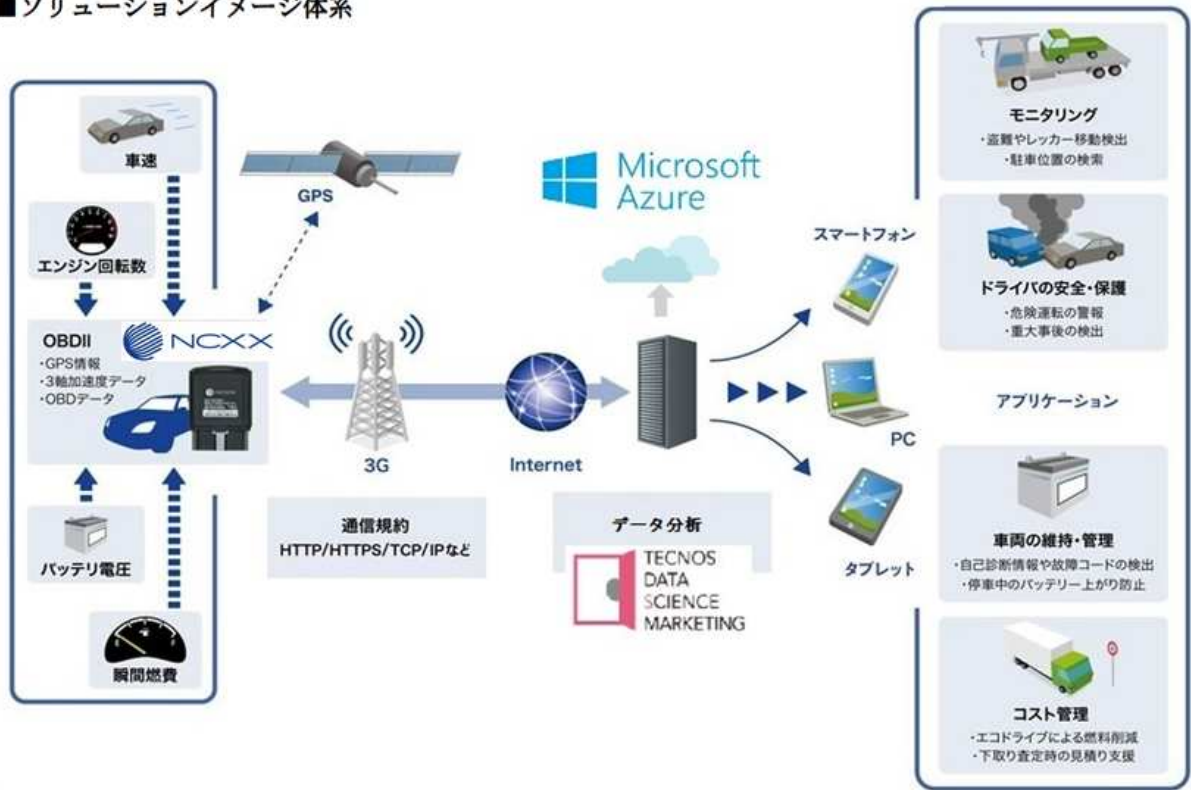 ■ソリューションイメージ体系
車速
エンジン回転数
OBDII
NCXX
・GPS情報
・3軸加速度データ
・OBDデータ
バッテリ電圧
瞬間燃費
GPS
3G
Internet
通信規約
HTTP/HTTPS/TCP/IPなど
Microsoft
Azure
データ分析
TECNOS
DATA
SCIENCE
MARKETING
スマートフォン
PC
タブレット
モニタリング
・盗難やレッカー移動検出
・駐車位置の検索
ドライバの安全・保護
・危険運転の警報
・重大事後の検出
アプリケーション
車両の維持・管理
・自己診断情報や故障コードの検出
・停車中のバッテリー上がり防止
コスト管理
・エコドライブによる燃料削減
・下取り査定時の見積り支援